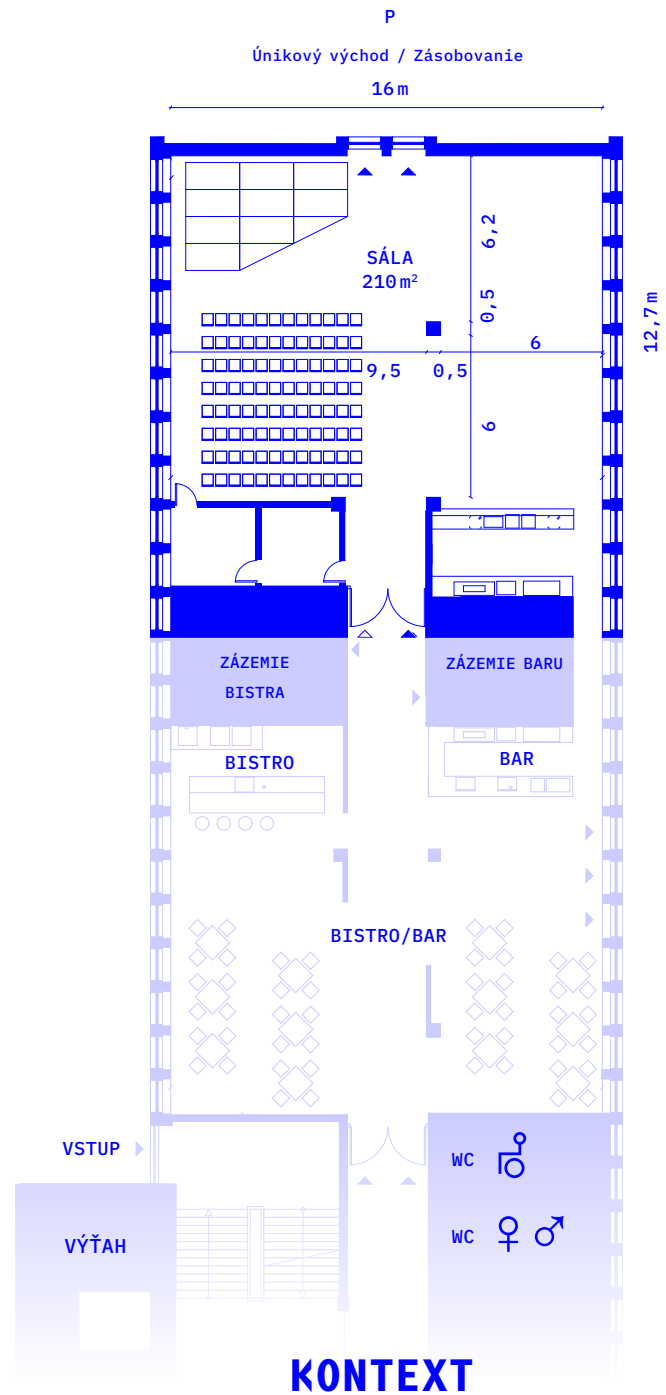 P
Únikový východ / Zásobovanie
16 m
SÁLA
210 m²
6,2
0,5
12,7 m
9,5
0,5
6
6
ZÁZEMIE
BISTRA
ZÁZEMIE BARU
BISTRO
BAR
BISTRO/BAR
VSTUP
WC
VÝŤAH
WC
KONTEXT